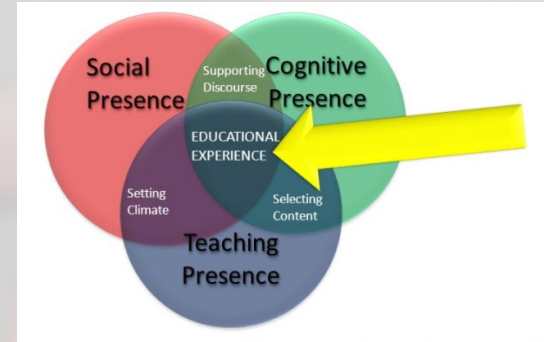 Social
Presence
Supporting
Discourse
Cognitive
Presence
EDUCATIONAL
EXPERIENCE
Setting
Climate
Selecting
Content
Teaching
Presence